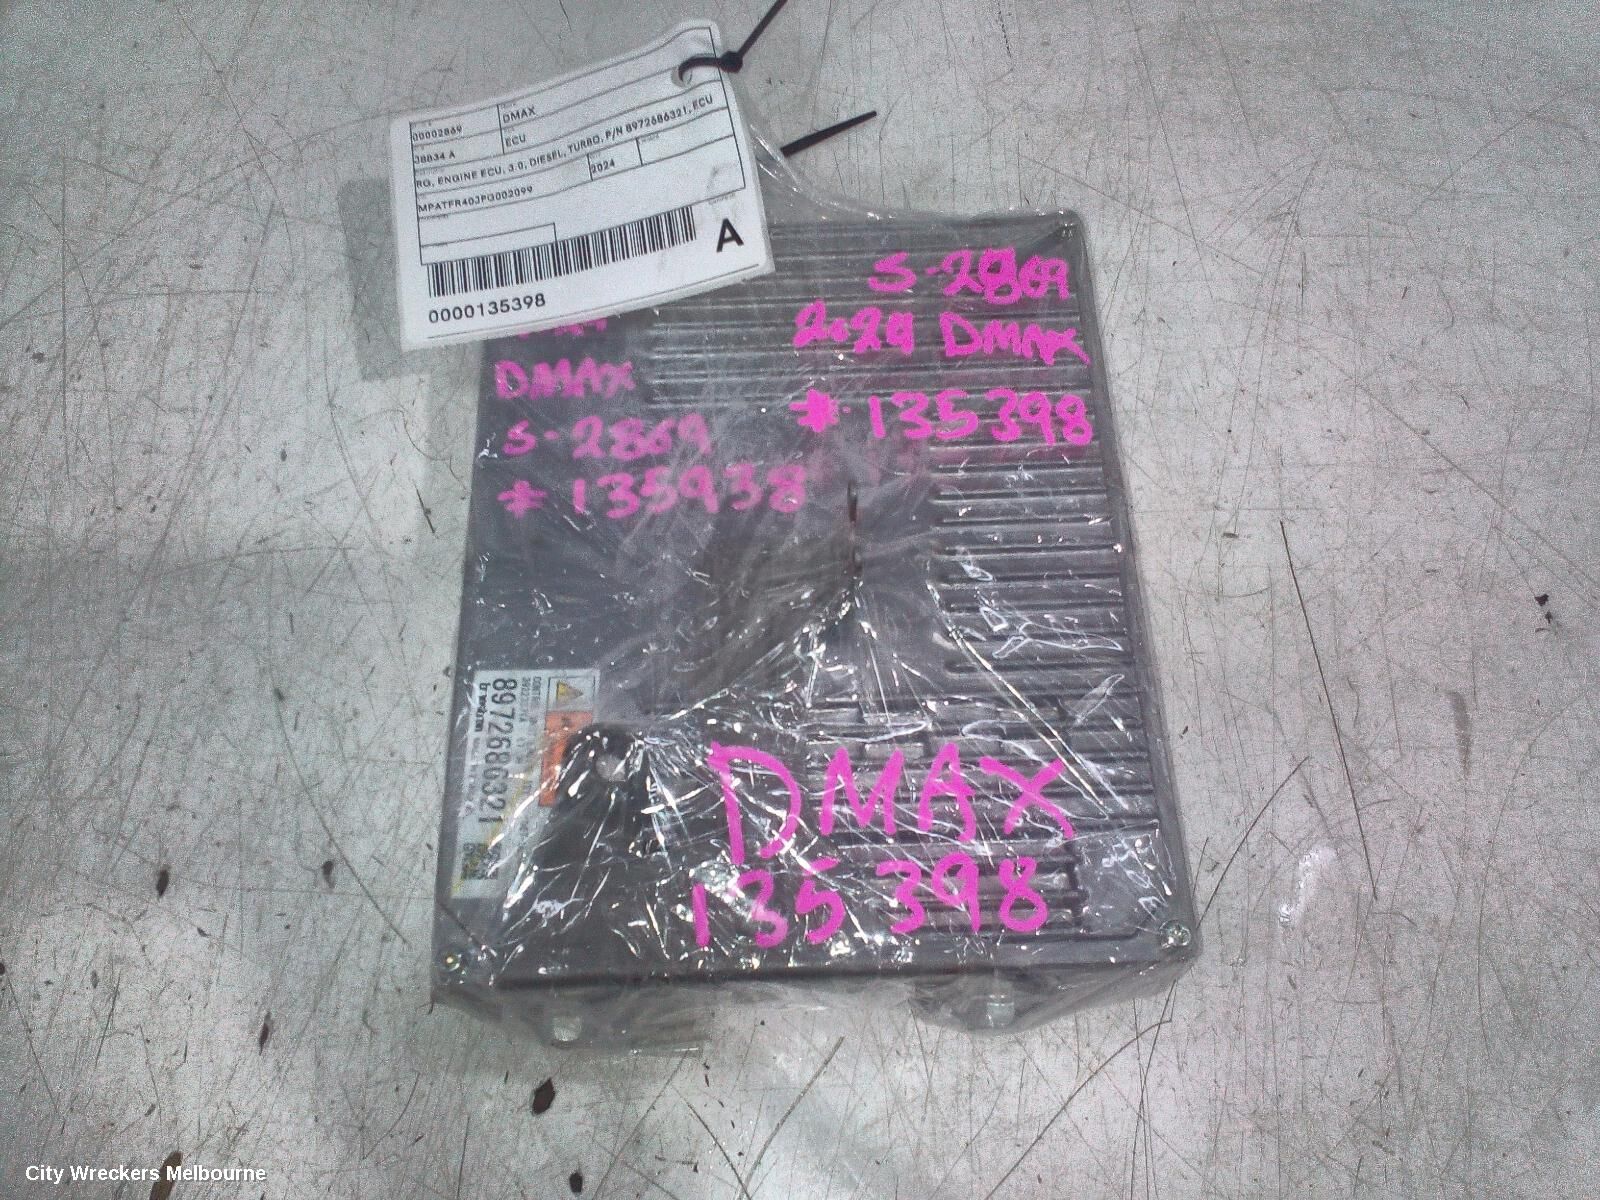 00002869
DMAX
38834 A
ECU
RG, ENGINE ECU, 3.0, DIESEL, TURBO, P/N 8972686321, ECU
2024
MPATFR40JPG002099
A
0000135398
S-2869
2024 DMAX
# 135398
DMAX
S-2869
# 135938
8972686321
DMAX
135398
City Wreckers Melbourne